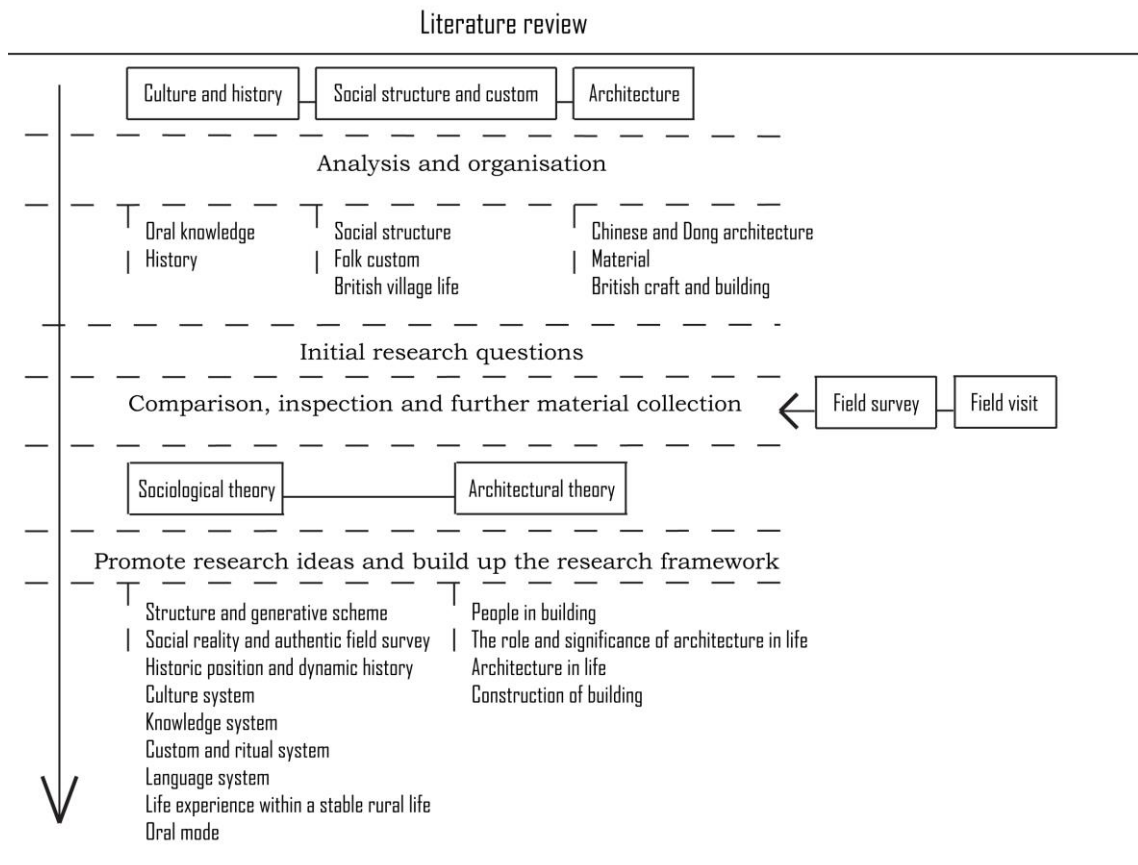 Literature review
Culture and history
Social structure and custom
Architecture
Analysis and organisation
Oral knowledge
History
Social structure
Folk custom
British village life
Chinese and Dong architecture
Material
British craft and building
Initial research questions
Comparison, inspection and further material collection
Field survey
Field visit
Sociological theory
Architectural theory
Promote research ideas and build up the research framework
Structure and generative scheme
Social reality and authentic field survey
Historic position and dynamic history
Culture system
Knowledge system
Custom and ritual system
Language system
Life experience within a stable rural life
Oral mode
People in building
The role and significance of architecture in life
Architecture in life
Construction of building